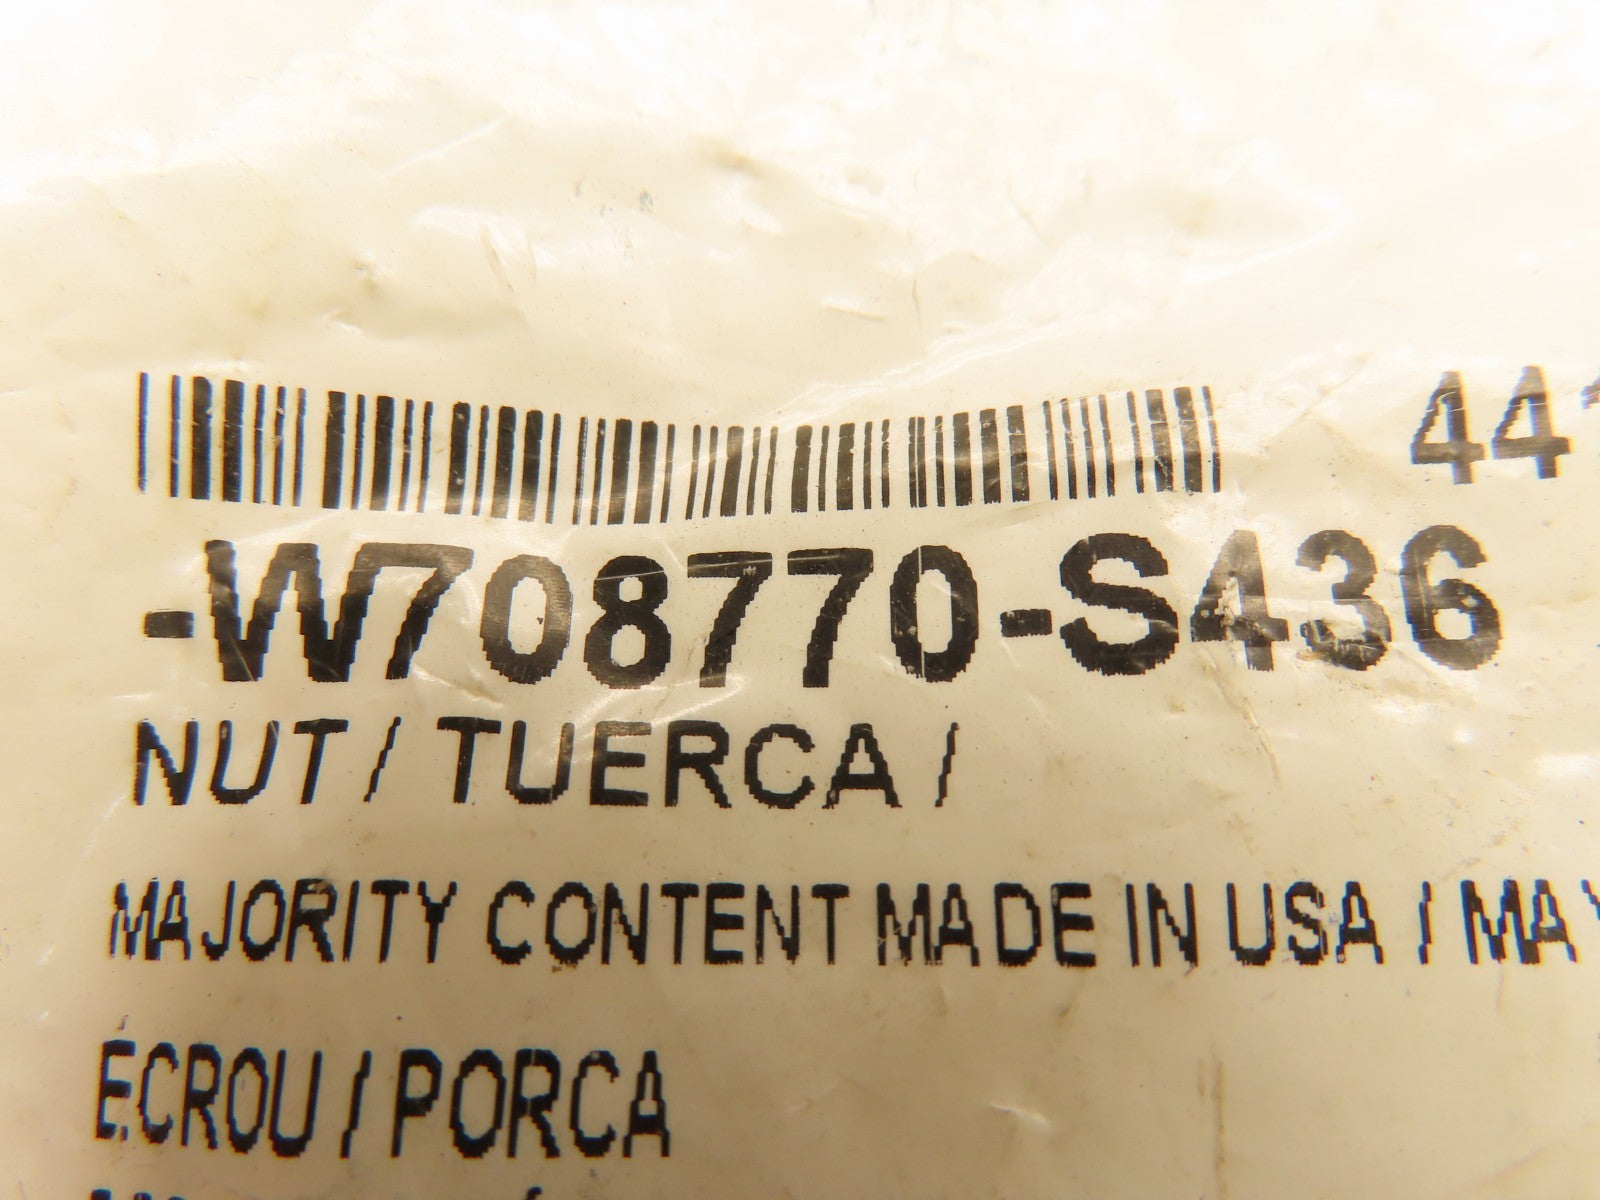 44
-W708770-S436
NUT / TUERCA /
MAJORITY CONTENT MADE IN USA / MAY
ÉCROU / PORCA